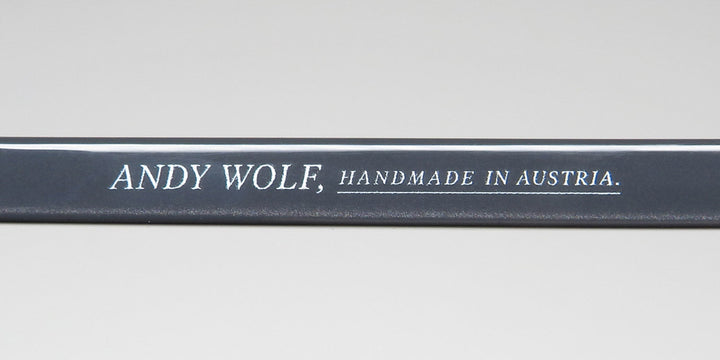 ANDY WOLF, HANDMADE IN AUSTRIA.